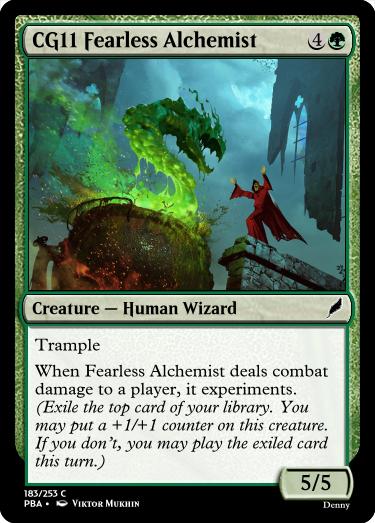 CG11 Fearless Alchemist 4
Creature — Human Wizard
Trample
When Fearless Alchemist deals combat
damage to a player, it experiments.
(Exile the top card of your library. You
may put a +1/+1 counter on this creature.
If you don't, you may play the exiled card
this turn.)
5/5
183/253 C
PBA • Viktor Mukhin
Denny